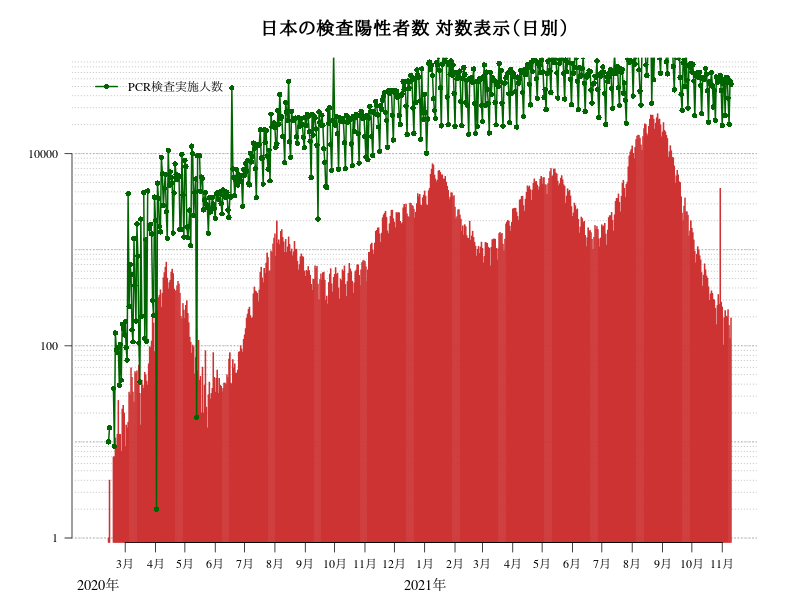 日本の検査陽性者数 対数表示（日別）
PCR検査実施人数
10000
100
1
3月 4月 5月 6月 7月 8月 9月 10月 11月 12月 1月 2月 3月 4月 5月 6月 7月 8月 9月 10月 11月
2020年 2021年